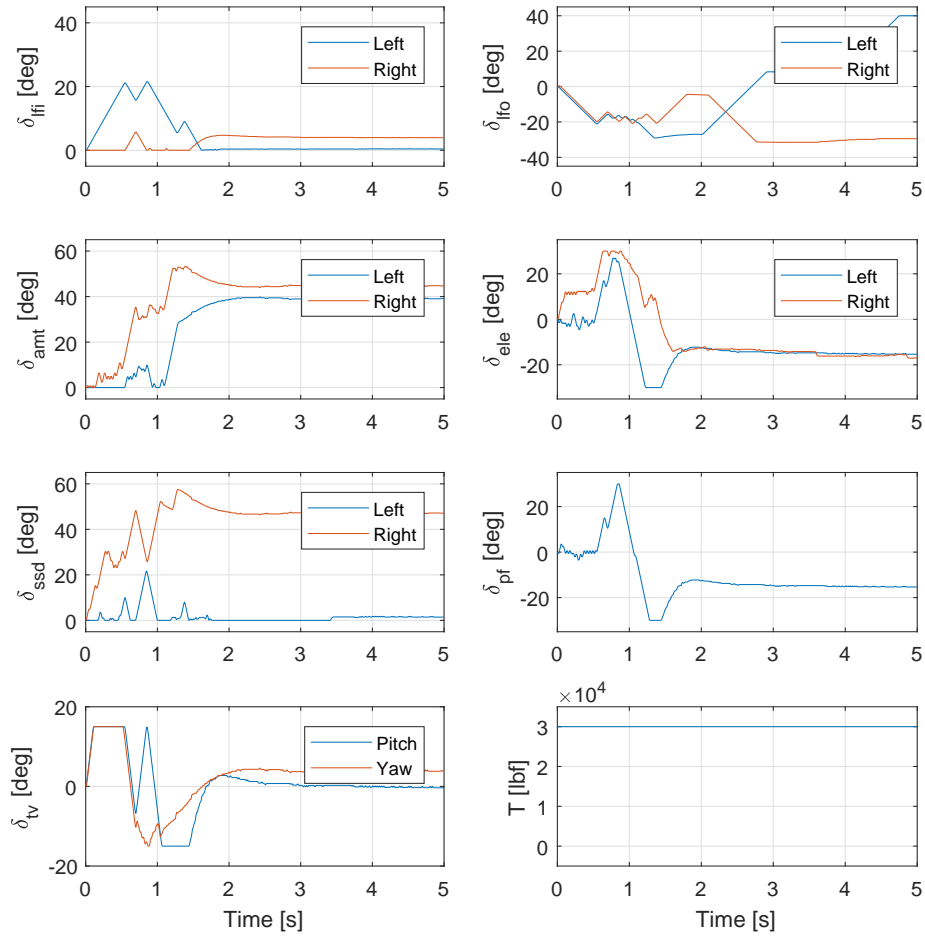 δlfi [deg]
40
20
0
0 1 2 3 4 5
Left
Right
δlfo [deg]
40
20
0
-20
-40
0 1 2 3 4 5
Left
Right
δamt [deg]
60
40
20
0
0 1 2 3 4 5
Left
Right
δele [deg]
20
0
-20
0 1 2 3 4 5
Left
Right
δssd [deg]
60
40
20
0
0 1 2 3 4 5
Left
Right
δpf [deg]
20
0
-20
0 1 2 3 4 5
δtv [deg]
20
0
-20
0 1 2 3 4 5
Time [s]
Pitch
Yaw
×10^4
T [lbf]
3
2
1
0
0 1 2 3 4 5
Time [s]